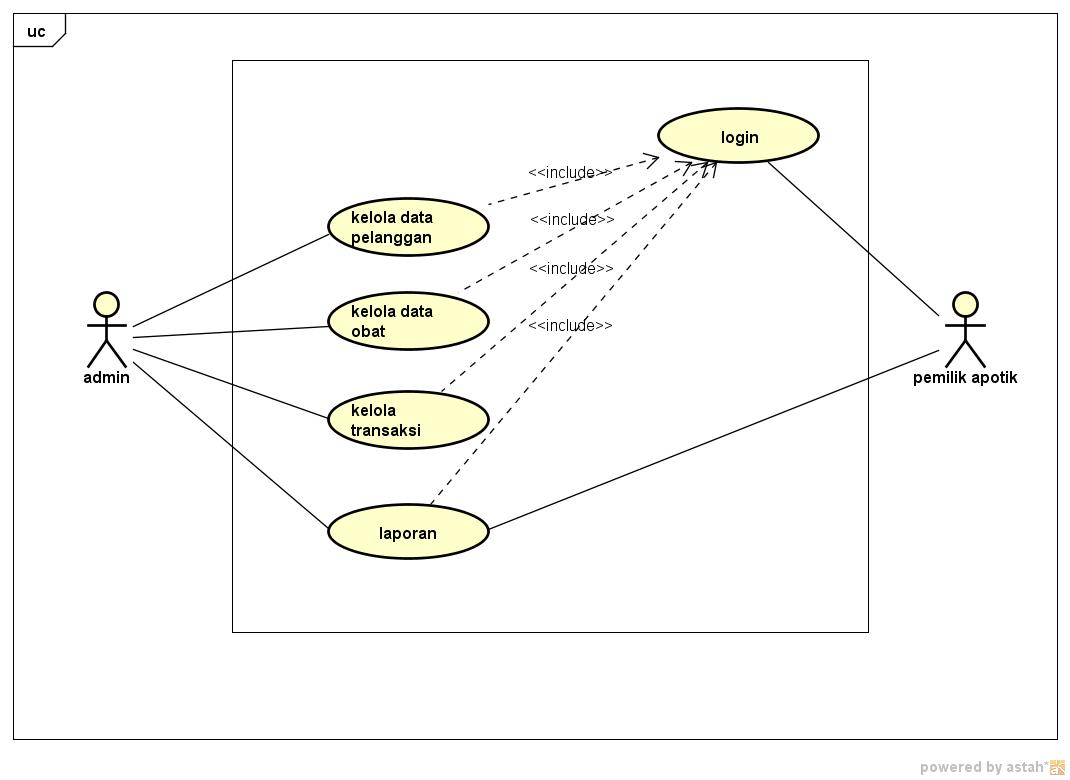 uc
login
<<include>>
kelola data
pelanggan
<<include>>
<<include>>
kelola data
obat
<<include>>
admin
pemilik apotik
kelola
transaksi
laporan
powered by astah*